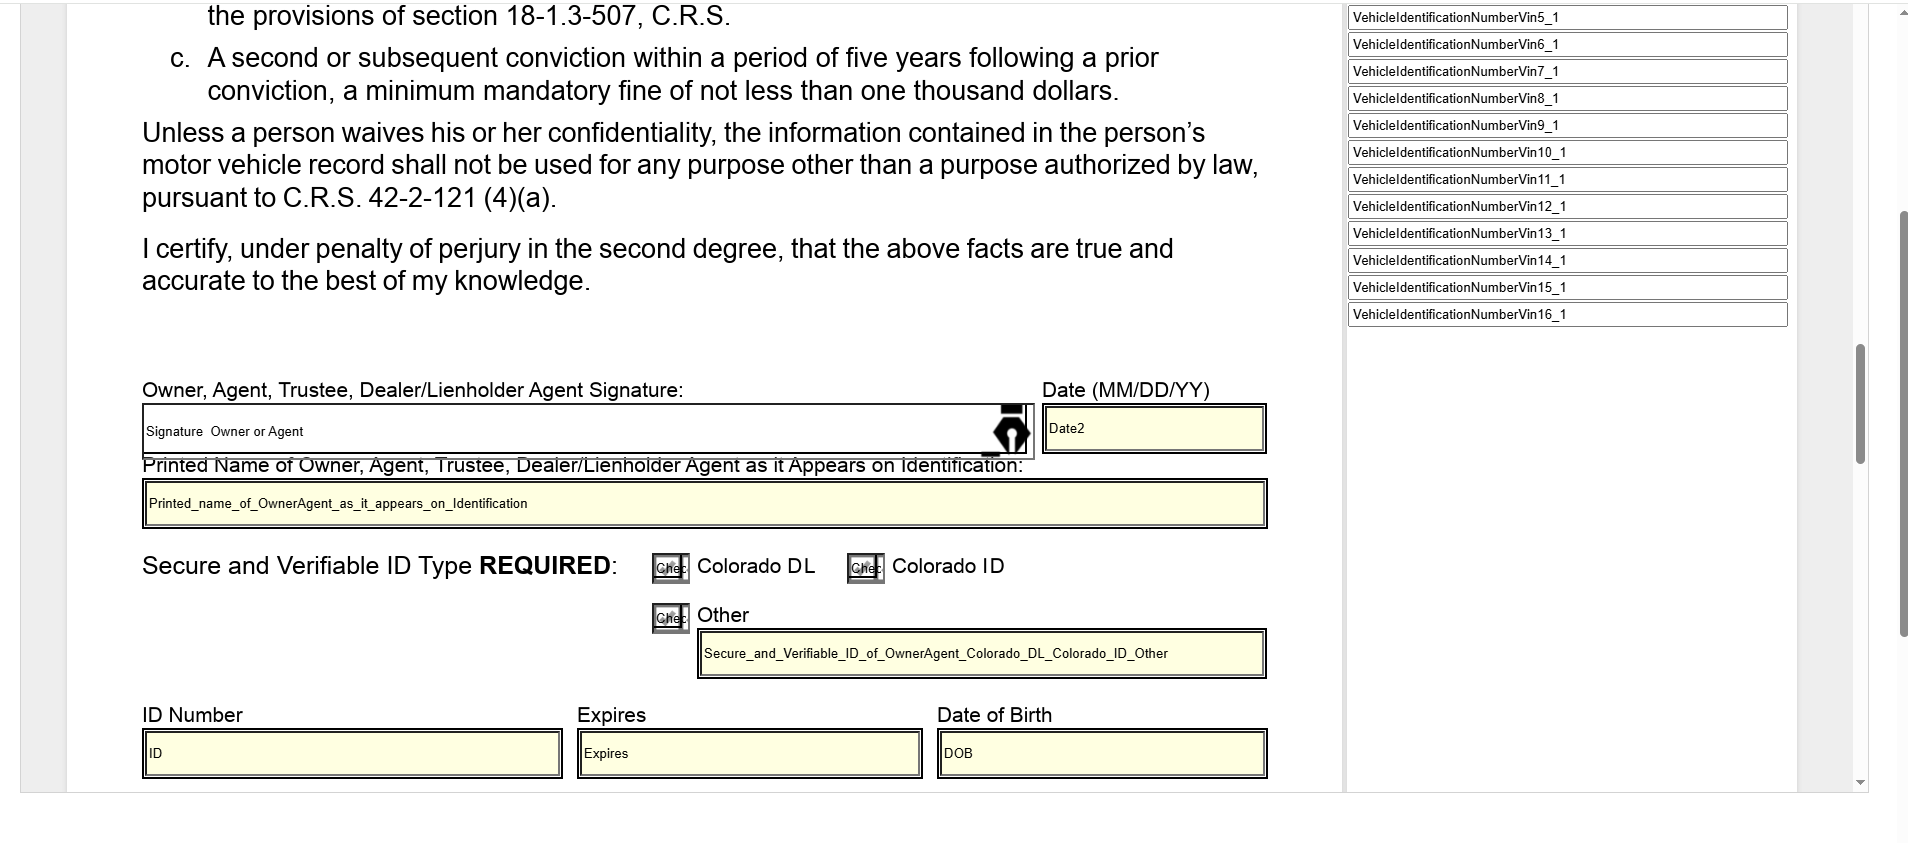 the provisions of section 18-1.3-507, C.R.S.
c. A second or subsequent conviction within a period of five years following a prior
conviction, a minimum mandatory fine of not less than one thousand dollars.
Unless a person waives his or her confidentiality, the information contained in the person's
motor vehicle record shall not be used for any purpose other than a purpose authorized by law,
pursuant to C.R.S. 42-2-121 (4)(a).
I certify, under penalty of perjury in the second degree, that the above facts are true and
accurate to the best of my knowledge.
Owner, Agent, Trustee, Dealer/Lienholder Agent Signature:
Date (MM/DD/YY)
Signature Owner or Agent
Date2
Printed Name of Owner, Agent, Trustee, Dealer/Lienholder Agent as it Appears on Identification:
Printed_name_of_OwnerAgent_as_it_appears_on_Identification
Secure and Verifiable ID Type REQUIRED:
Chec Colorado DL
Chec Colorado ID
Chec Other
Secure_and_Verifiable_ID_of_OwnerAgent_Colorado_DL_Colorado_ID_Other
ID Number
Expires
Date of Birth
ID
Expires
DOB
VehicleIdentificationNumberVin5_1
VehicleIdentificationNumberVin6_1
VehicleIdentificationNumberVin7_1
VehicleIdentificationNumberVin8_1
VehicleIdentificationNumberVin9_1
VehicleIdentificationNumberVin10_1
VehicleIdentificationNumberVin11_1
VehicleIdentificationNumberVin12_1
VehicleIdentificationNumberVin13_1
VehicleIdentificationNumberVin14_1
VehicleIdentificationNumberVin15_1
VehicleIdentificationNumberVin16_1